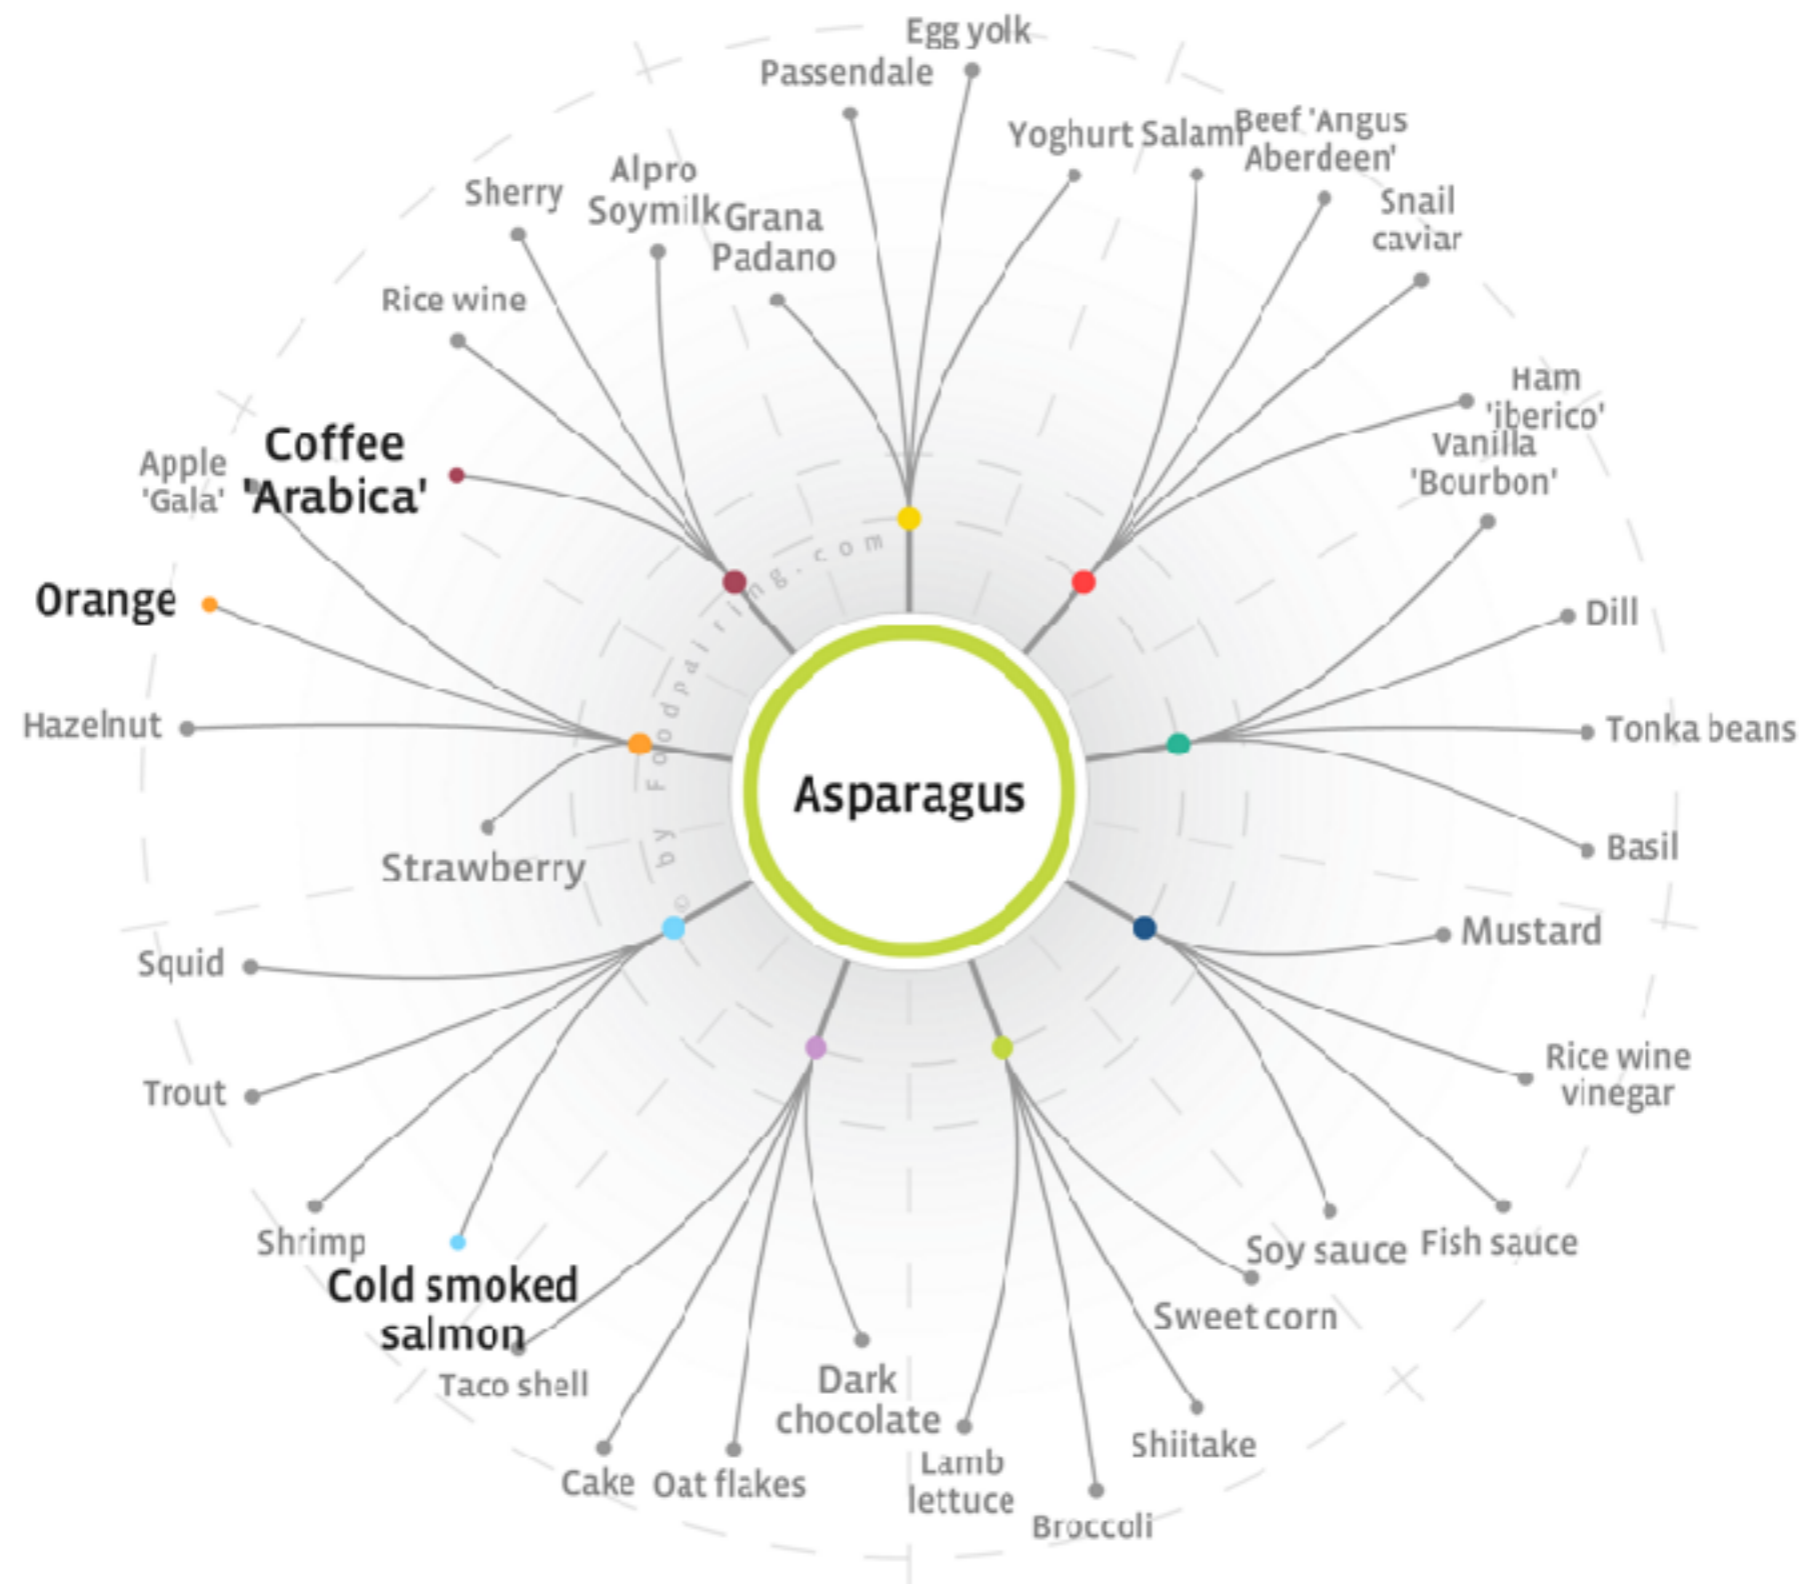 Egg yolk
Passendale
Yoghurt
Salami
Beef 'Angus
Aberdeen'
Snail
caviar
Ham
'iberico'
Vanilla
'Bourbon'
Dill
Tonka beans
Basil
Mustard
Rice wine
vinegar
Fish sauce
Soy sauce
Sweet corn
Shiitake
Broccoli
Lamb
lettuce
Dark
chocolate
Oat flakes
Cake
Taco shell
Cold smoked
salmon
Shrimp
Trout
Squid
Strawberry
Hazelnut
Orange
Apple
'Gala'
Coffee
'Arabica'
Rice wine
Sherry
Alpro
Soymilk
Grana
Padano
Asparagus
© by Foodpairing.com